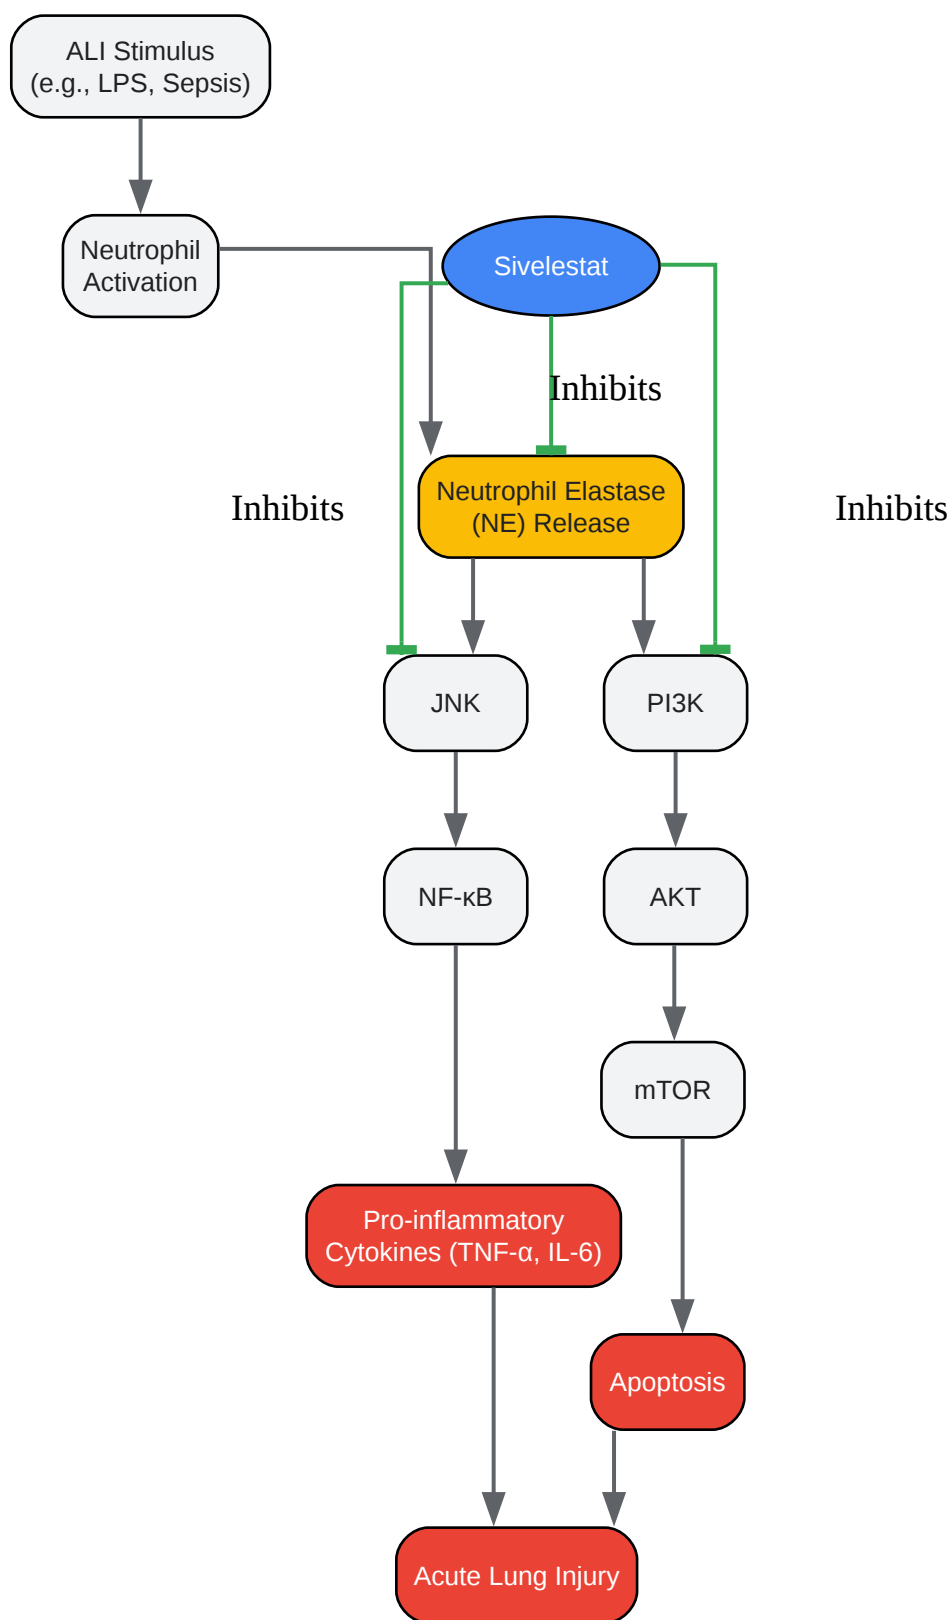 ALI Stimulus
(e.g., LPS, Sepsis)
Neutrophil
Activation
Sivelestat
Inhibits
Inhibits
Inhibits
Neutrophil Elastase
(NE) Release
JNK
PI3K
NF-κB
AKT
mTOR
Pro-inflammatory
Cytokines (TNF-α, IL-6)
Apoptosis
Acute Lung Injury